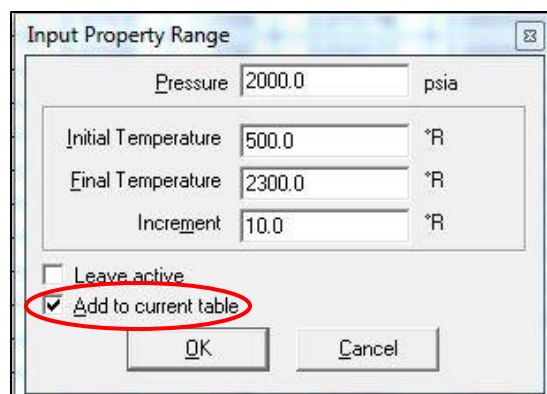 Input Property Range
Pressure 2000.0 psia
Initial Temperature 500.0 °R
Final Temperature 2300.0 °R
Increment 10.0 °R
Leave active
Add to current table
OK Cancel